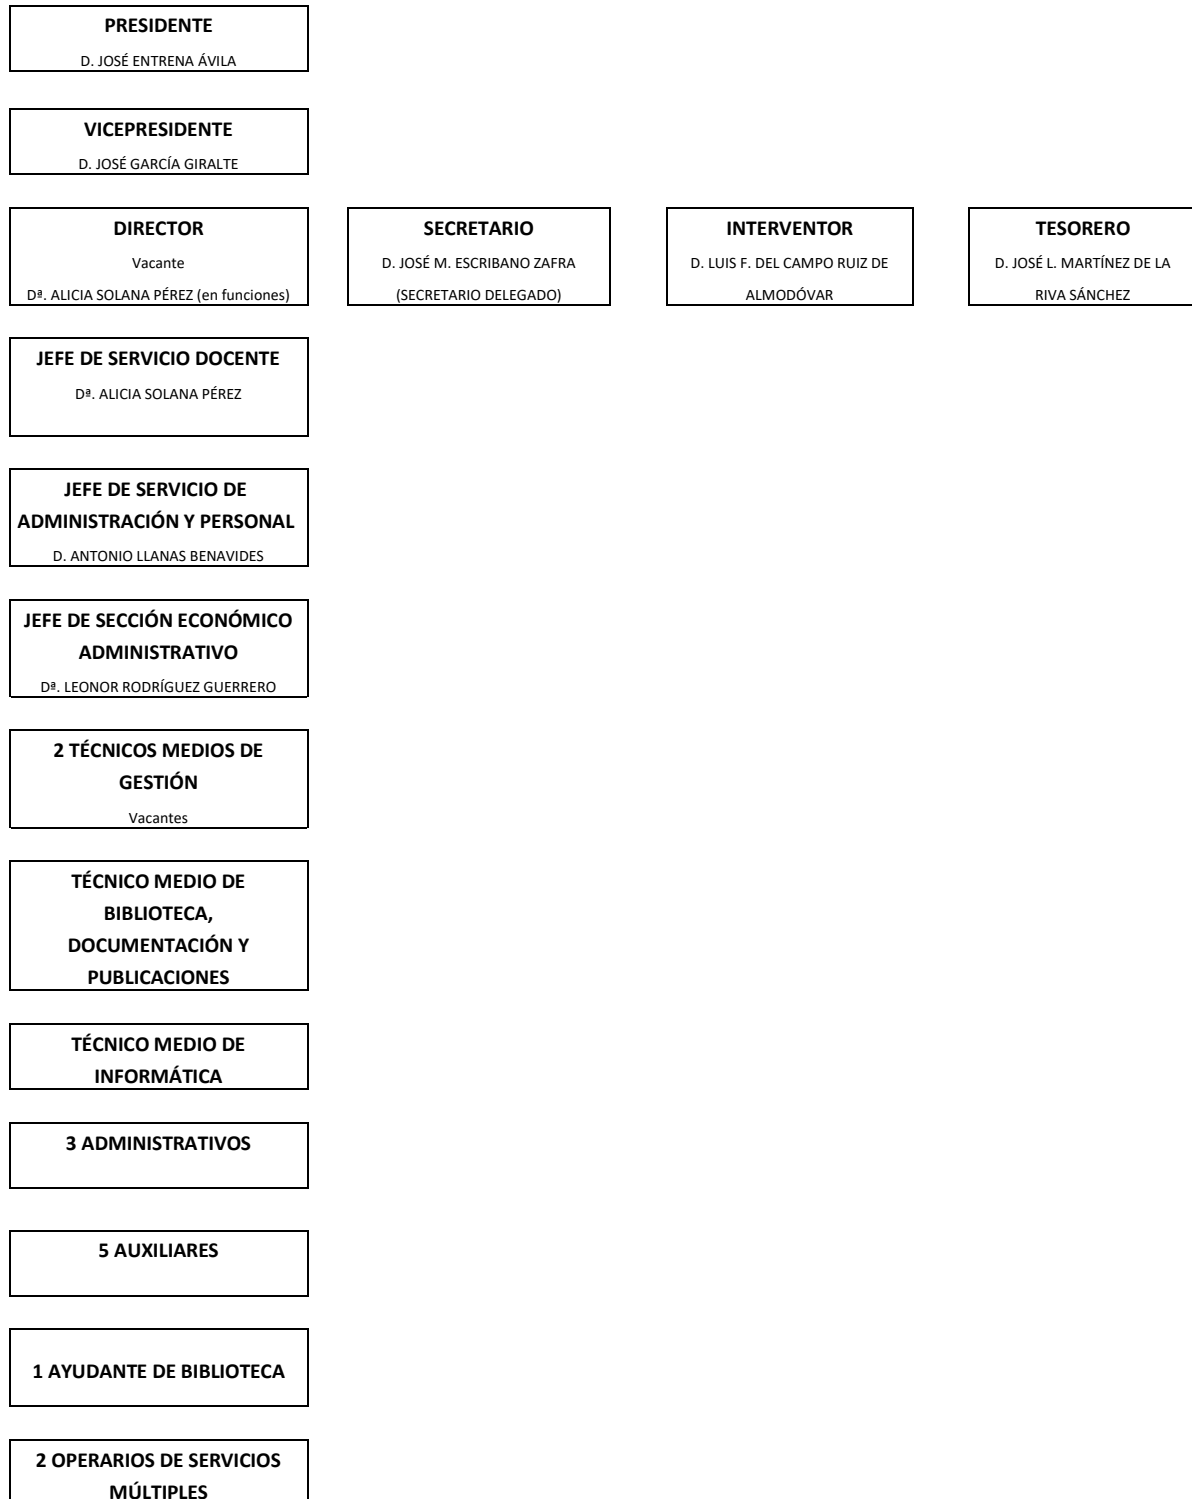 PRESIDENTE
D. JOSÉ ENTRENA ÁVILA
VICEPRESIDENTE
D. JOSÉ GARCÍA GIRALTE
DIRECTOR
Vacante
Dª. ALICIA SOLANA PÉREZ (en funciones)
SECRETARIO
D. JOSÉ M. ESCRIBANO ZAFRA
(SECRETARIO DELEGADO)
INTERVENTOR
D. LUIS F. DEL CAMPO RUIZ DE
ALMODÓVAR
TESORERO
D. JOSÉ L. MARTÍNEZ DE LA
RIVA SÁNCHEZ
JEFE DE SERVICIO DOCENTE
Dª. ALICIA SOLANA PÉREZ
JEFE DE SERVICIO DE
ADMINISTRACIÓN Y PERSONAL
D. ANTONIO LLANAS BENAVIDES
JEFE DE SECCIÓN ECONÓMICO
ADMINISTRATIVO
Dª. LEONOR RODRÍGUEZ GUERRERO
2 TÉCNICOS MEDIOS DE
GESTIÓN
Vacantes
TÉCNICO MEDIO DE
BIBLIOTECA,
DOCUMENTACIÓN Y
PUBLICACIONES
TÉCNICO MEDIO DE
INFORMÁTICA
3 ADMINISTRATIVOS
5 AUXILIARES
1 AYUDANTE DE BIBLIOTECA
2 OPERARIOS DE SERVICIOS
MÚLTIPLES